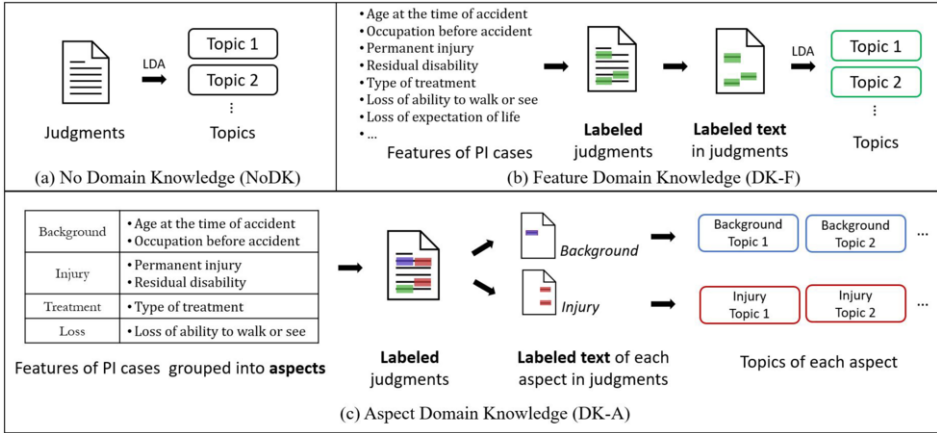 LDA
Topic 1
Topic 2
⋮
Judgments
Topics
(a) No Domain Knowledge (NoDK)
• Age at the time of accident
• Occupation before accident
• Permanent injury
• Residual disability
• Type of treatment
• Loss of ability to walk or see
• Loss of expectation of life
• ...
Features of PI cases
Labeled
judgments
Labeled text
in judgments
LDA
Topic 1
Topic 2
⋮
Topics
(b) Feature Domain Knowledge (DK-F)
Background
• Age at the time of accident
• Occupation before accident
Injury
• Permanent injury
• Residual disability
Treatment
• Type of treatment
Loss
• Loss of ability to walk or see
Features of PI cases grouped into aspects
Labeled
judgments
Background
Injury
Labeled text of each
aspect in judgments
Background
Topic 1
Background
Topic 2
...
Injury
Topic 1
Injury
Topic 2
...
Topics of each aspect
(c) Aspect Domain Knowledge (DK-A)